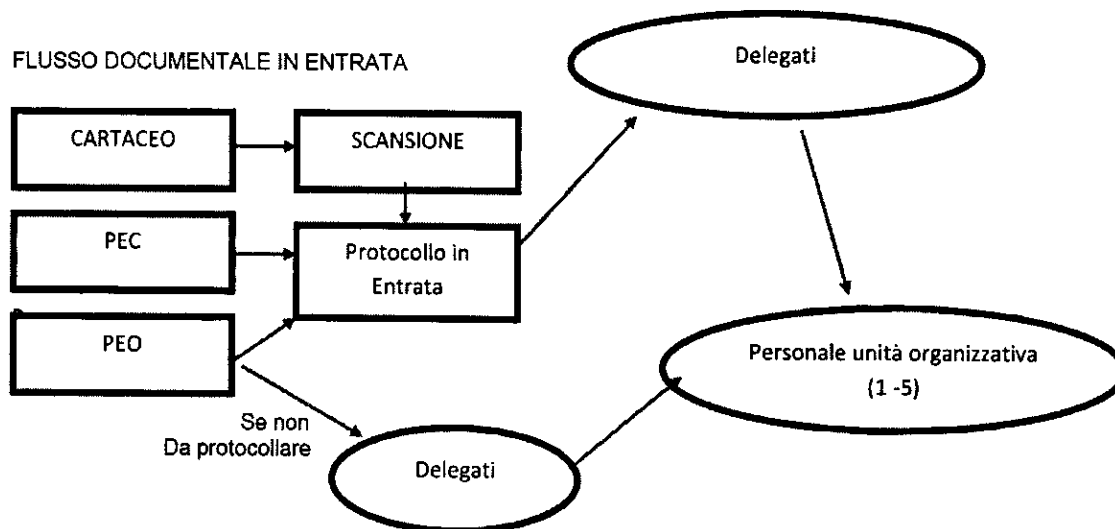 FLUSSO DOCUMENTALE IN ENTRATA
Delegati
CARTACEO
SCANSIONE
PEC
Protocollo in
Entrata
PEO
Personale unità organizzativa
(1 -5)
Se non
Da protocollare
Delegati